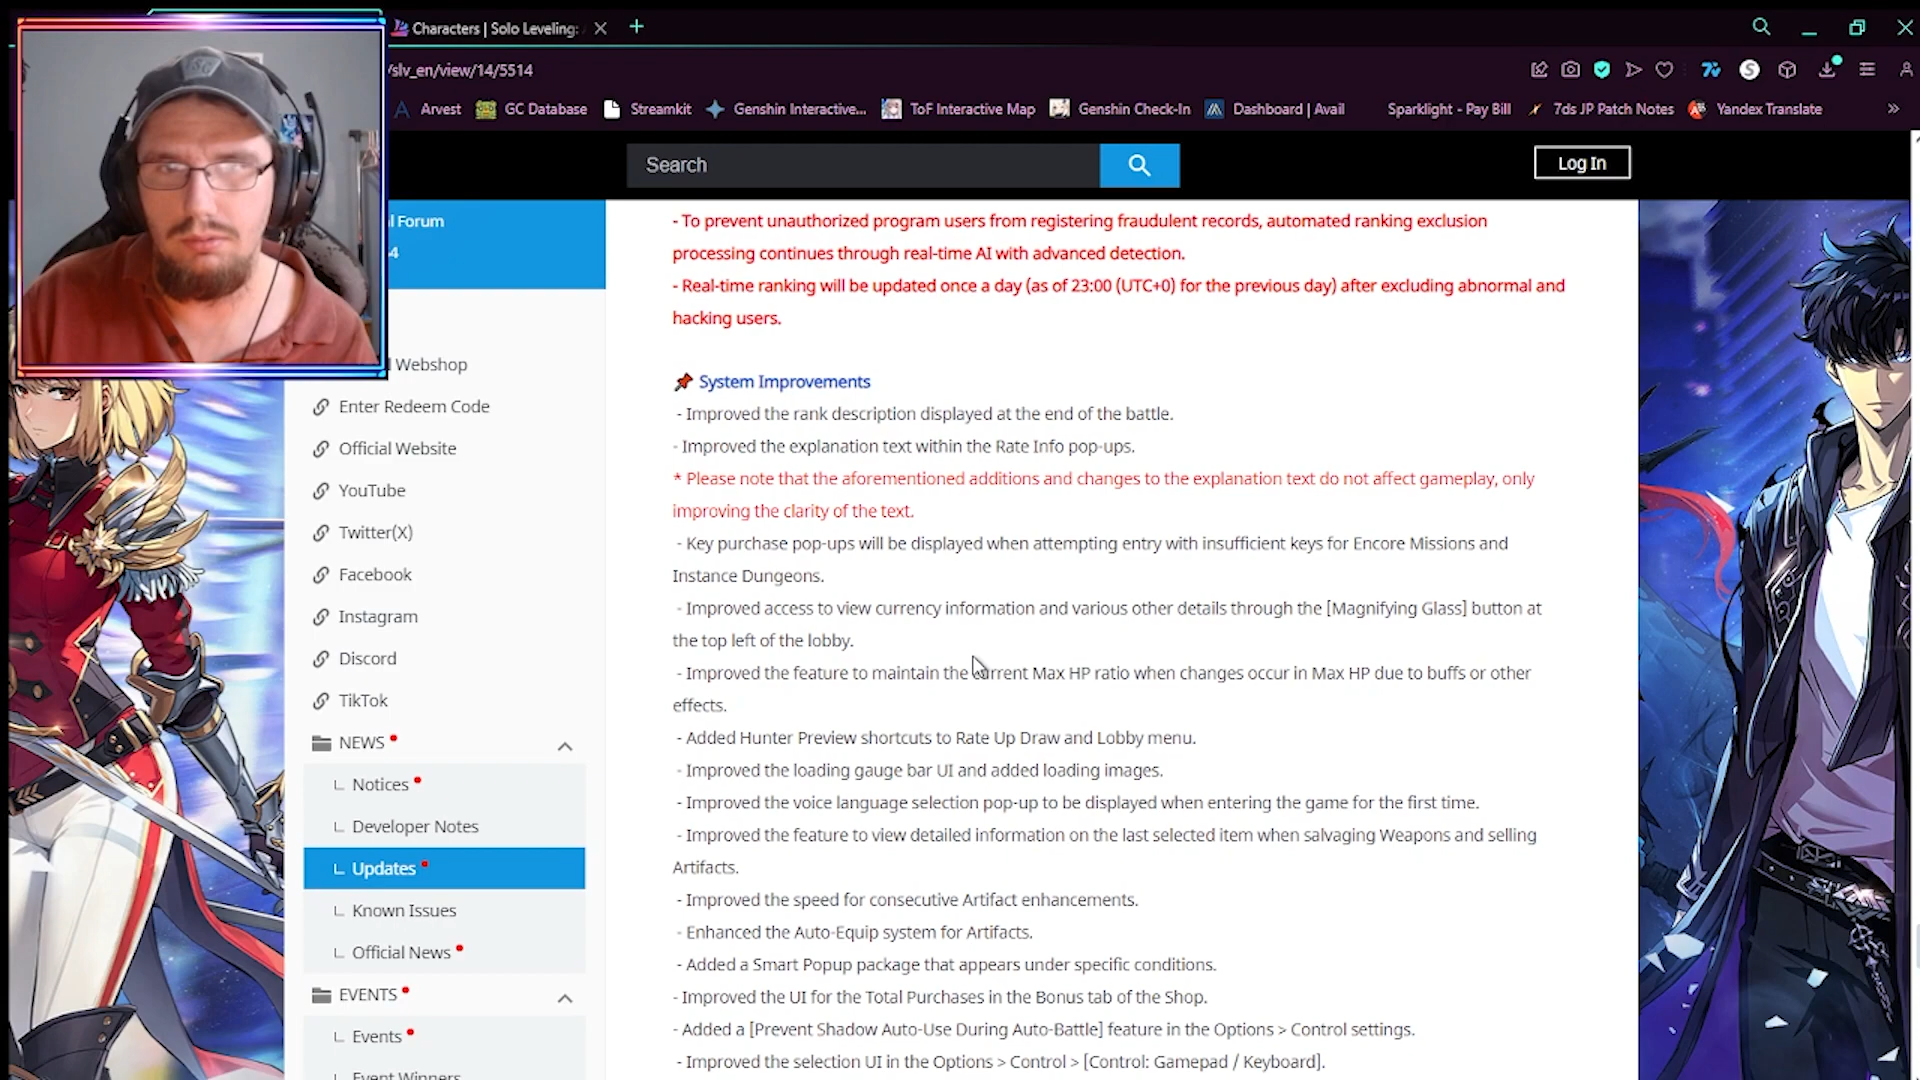 Characters | Solo Leveling:
/slv_en/view/14/5514
Arvest GC Database Streamkit Genshin Interactive... ToF Interactive Map Genshin Check-In Dashboard | Avail Sparklight - Pay Bill 7ds JP Patch Notes Yandex Translate »
Search
Log In
l Forum
4
Webshop
Enter Redeem Code
Official Website
YouTube
Twitter(X)
Facebook
Instagram
Discord
TikTok
NEWS
Notices
Developer Notes
Updates
Known Issues
Official News
EVENTS
Events
Event Winners
- To prevent unauthorized program users from registering fraudulent records, automated ranking exclusion
processing continues through real-time AI with advanced detection.
- Real-time ranking will be updated once a day (as of 23:00 (UTC+0) for the previous day) after excluding abnormal and
hacking users.
System Improvements
- Improved the rank description displayed at the end of the battle.
- Improved the explanation text within the Rate Info pop-ups.
* Please note that the aforementioned additions and changes to the explanation text do not affect gameplay, only
improving the clarity of the text.
- Key purchase pop-ups will be displayed when attempting entry with insufficient keys for Encore Missions and
Instance Dungeons.
- Improved access to view currency information and various other details through the [Magnifying Glass] button at
the top left of the lobby.
- Improved the feature to maintain the current Max HP ratio when changes occur in Max HP due to buffs or other
effects.
- Added Hunter Preview shortcuts to Rate Up Draw and Lobby menu.
- Improved the loading gauge bar UI and added loading images.
- Improved the voice language selection pop-up to be displayed when entering the game for the first time.
- Improved the feature to view detailed information on the last selected item when salvaging Weapons and selling
Artifacts.
- Improved the speed for consecutive Artifact enhancements.
- Enhanced the Auto-Equip system for Artifacts.
- Added a Smart Popup package that appears under specific conditions.
- Improved the UI for the Total Purchases in the Bonus tab of the Shop.
- Added a [Prevent Shadow Auto-Use During Auto-Battle] feature in the Options > Control settings.
- Improved the selection UI in the Options > Control > [Control: Gamepad / Keyboard].